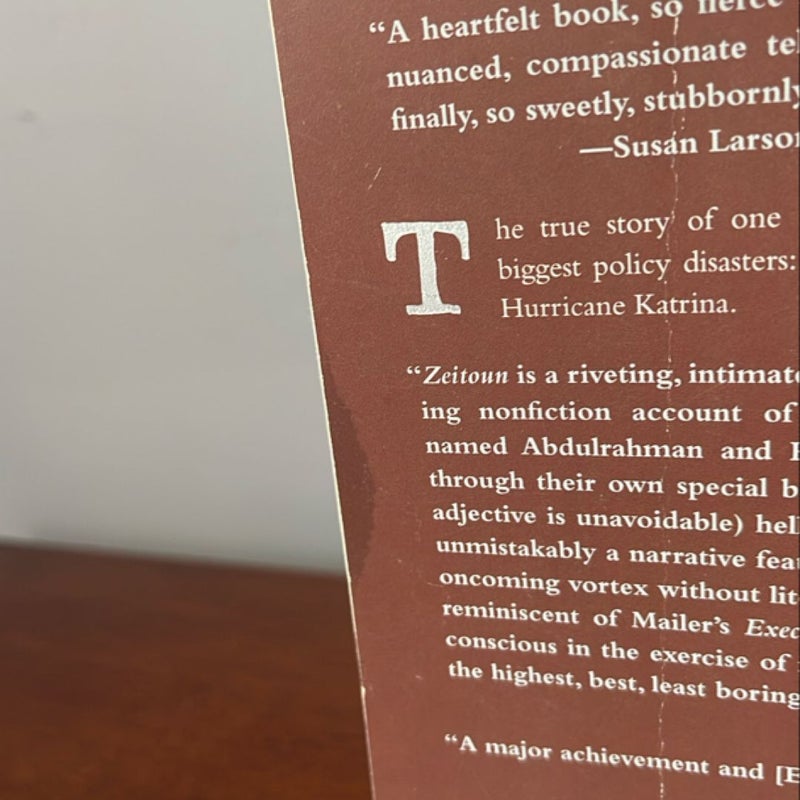 “A heartfelt book, so fierce
nuanced, compassionate
finally, so sweetly, stubbornly
—Susan
The true story of one
biggest policy disasters:
Hurricane Katrina.
“Zeitoun is a riveting,
ing nonfiction account of
named Abdulrahman and
through their own special
adjective is unavoidable)
unmistakably a narrative
oncoming vortex without
reminiscent of Mailer’s
conscious in the exercise of
the highest, best, least boring
“A major achievement and